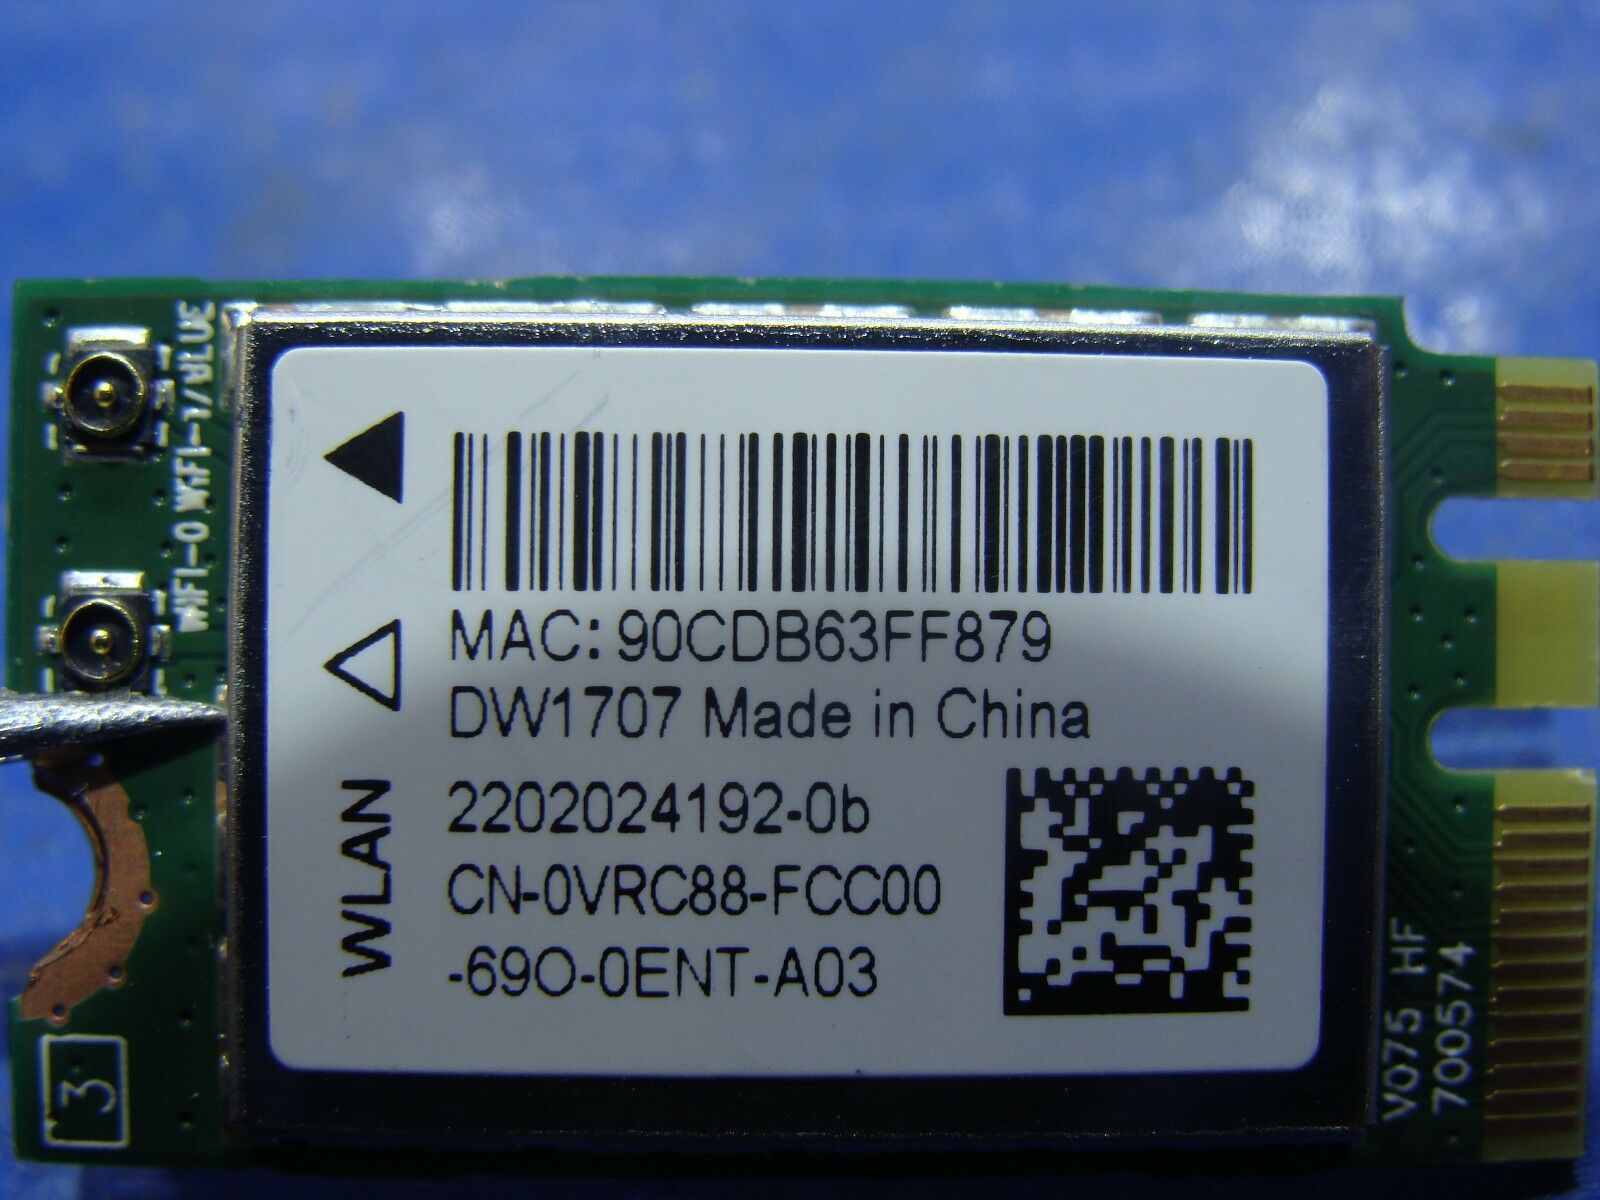 WIFI-0 WIFI-1/BLUE
MAC: 90CDB63FF879
DW1707 Made in China
WLAN
2202024192-0b
CN-0VRC88-FCC00
-69O-0ENT-A03
V075 HF
700574
3